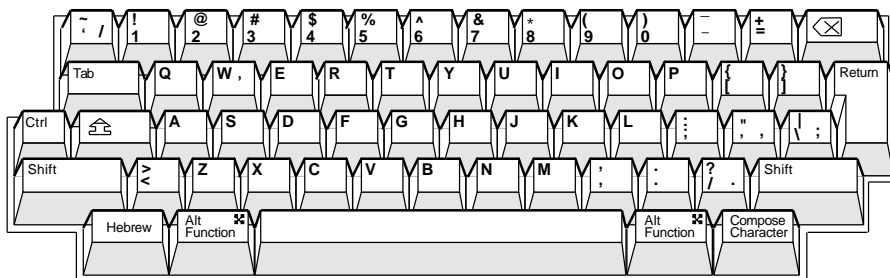 ~ ! @ # $ % ^ & * ( ) – +
‘ / 1 2 3 4 5 6 7 8 9 0 – =
Tab Q W , E R T Y U I O P { } Return
[ ]
Ctrl A S D F G H J K L : " , |
; ' \ ;
Shift > Z X C V B N M , . ? Shift
< , . / .
Hebrew Alt Function Alt Function Compose Character